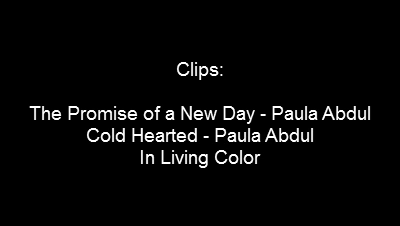 Clips:
The Promise of a New Day - Paula Abdul
Cold Hearted - Paula Abdul
In Living Color